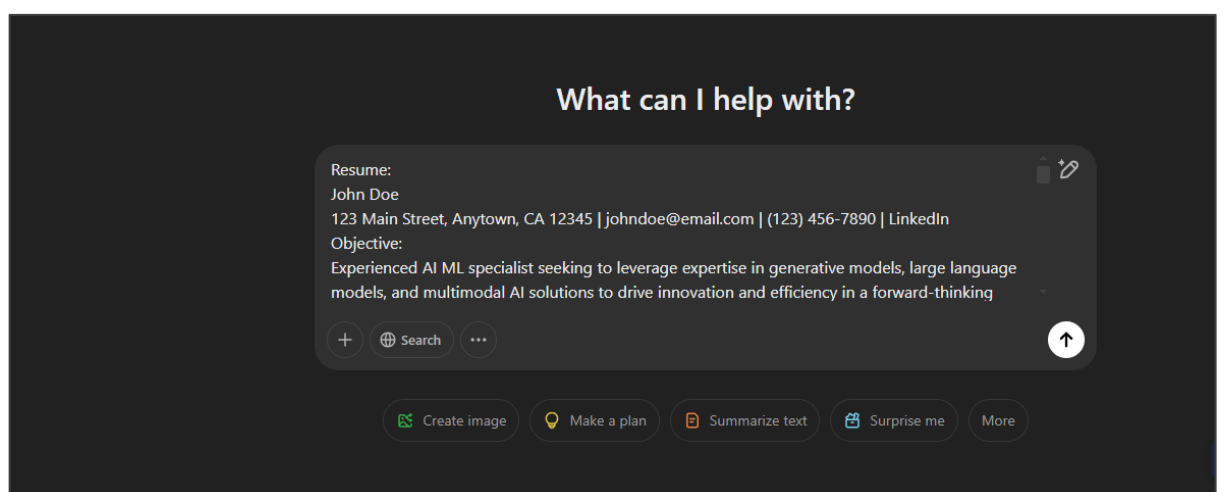 What can I help with?
Resume:
John Doe
123 Main Street, Anytown, CA 12345 | johndoe@email.com | (123) 456-7890 | LinkedIn
Objective:
Experienced AI ML specialist seeking to leverage expertise in generative models, large language
models, and multimodal AI solutions to drive innovation and efficiency in a forward-thinking
Search
Create image
Make a plan
Summarize text
Surprise me
More